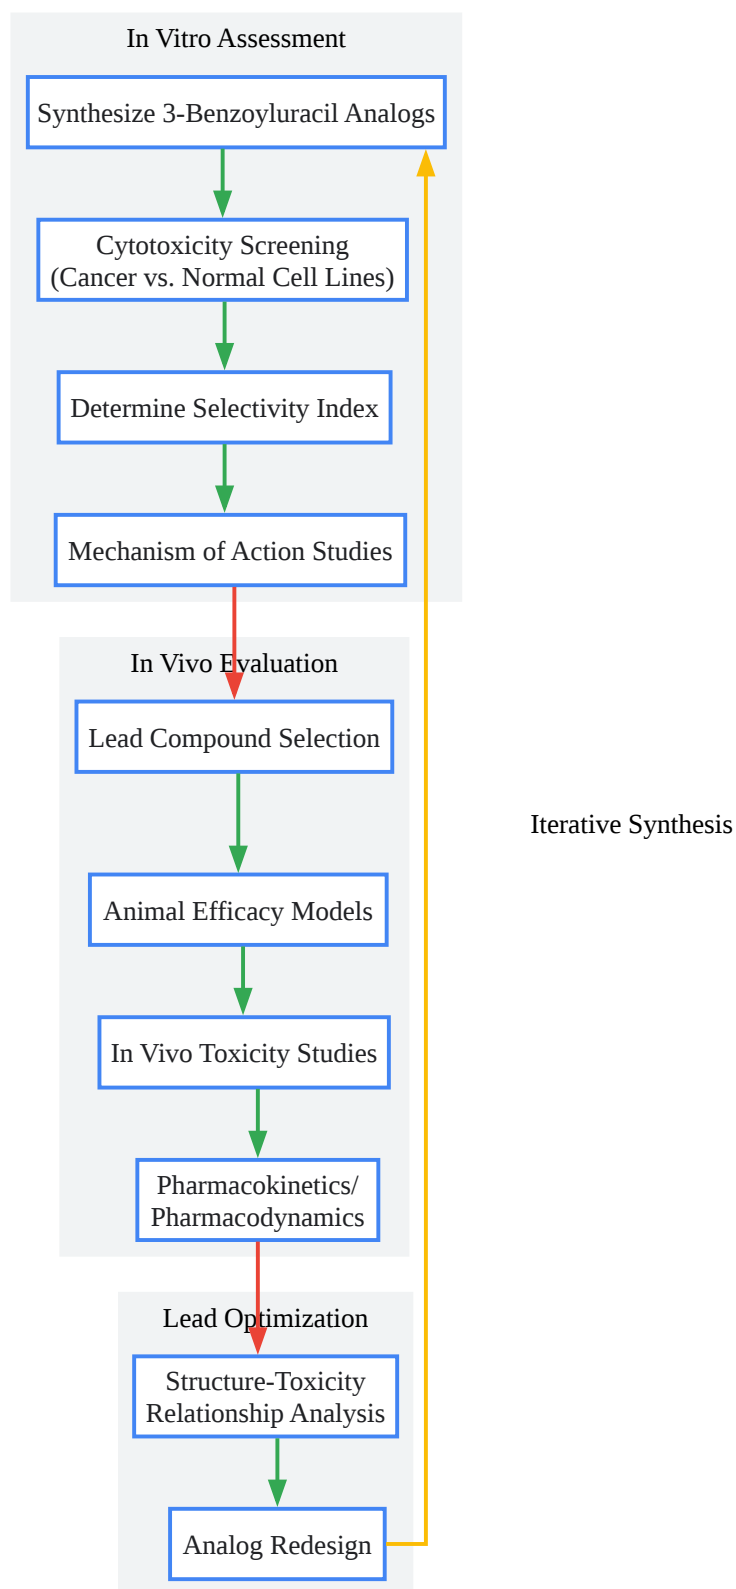 In Vitro Assessment
Synthesize 3-Benzoyluracil Analogs
Cytotoxicity Screening
(Cancer vs. Normal Cell Lines)
Determine Selectivity Index
Mechanism of Action Studies
In Vivo Evaluation
Lead Compound Selection
Iterative Synthesis
Animal Efficacy Models
In Vivo Toxicity Studies
Pharmacokinetics/
Pharmacodynamics
Lead Optimization
Structure-Toxicity
Relationship Analysis
Analog Redesign